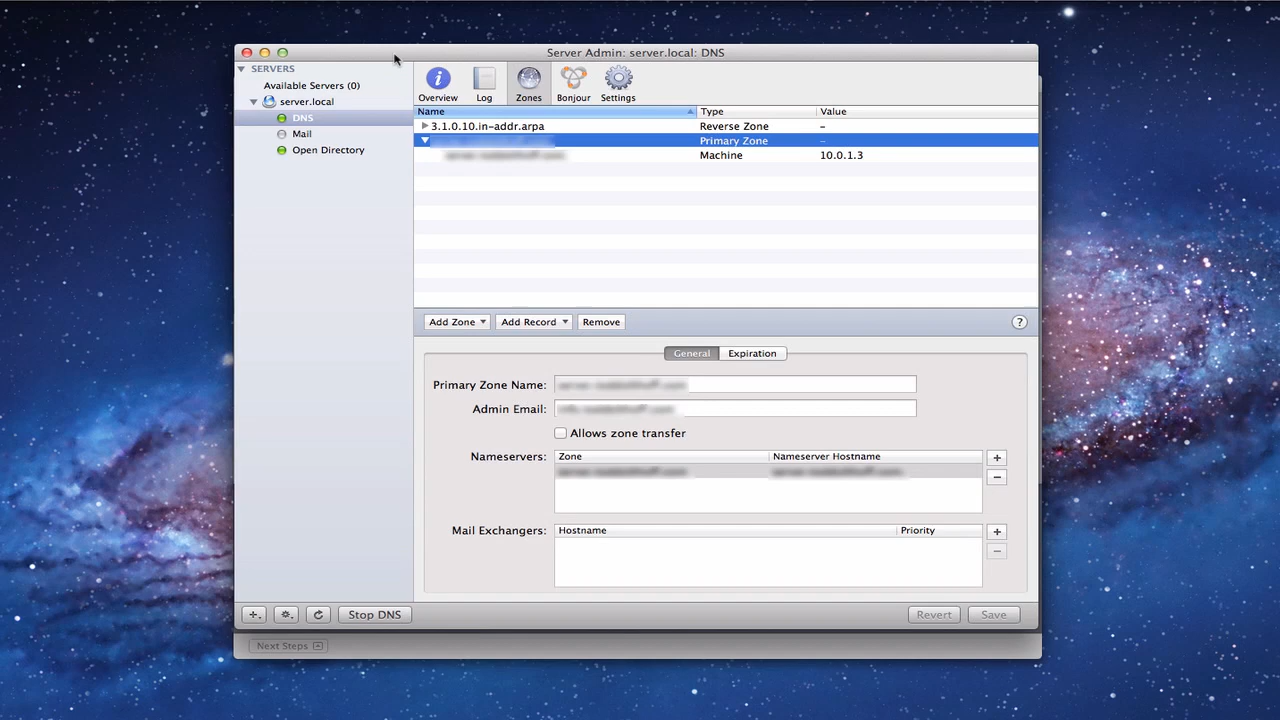 Server Admin: server.local: DNS
SERVERS
Available Servers (0)
server.local
DNS
Mail
Open Directory
Overview
Log
Zones
Bonjour
Settings
Name Type Value
3.1.0.10.in-addr.arpa Reverse Zone –
Primary Zone –
Machine 10.0.1.3
Add Zone Add Record Remove ?
General Expiration
Primary Zone Name:
Admin Email:
Allows zone transfer
Nameservers: Zone Nameserver Hostname
Mail Exchangers: Hostname Priority
Stop DNS Revert Save
Next Steps